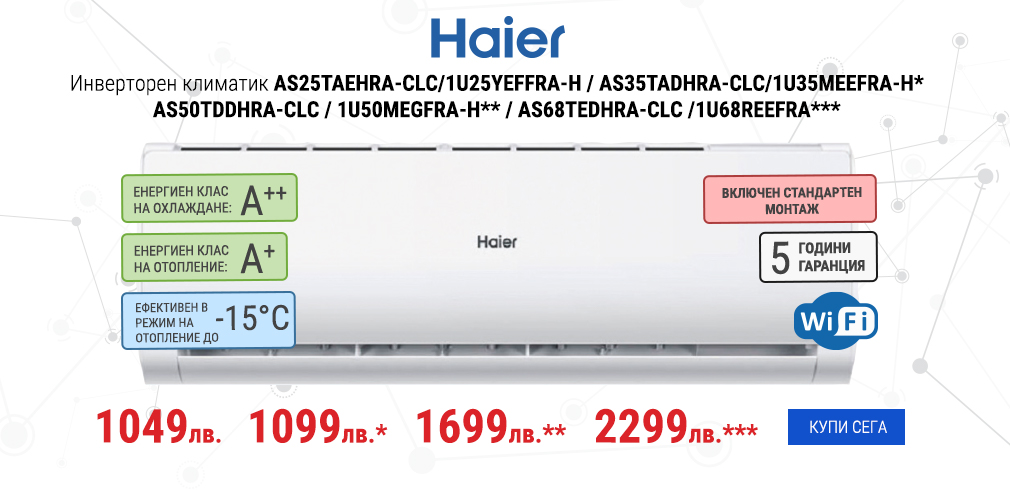 Haier
Инверторен климатик AS25TAEHRA-CLC/1U25YEFFRA-H / AS35TADHRA-CLC/1U35MEEFRA-H*
AS50TDDHRA-CLC / 1U50MEGFRA-H** / AS68TEDHRA-CLC /1U68REEFRA***
ЕНЕРГИЕН КЛАС
НА ОХЛАЖДАНЕ: A++
ВКЛЮЧЕН СТАНДАРТЕН
МОНТАЖ
Haier
ЕНЕРГИЕН КЛАС
НА ОТОПЛЕНИЕ: A+
5 ГОДИНИ
ГАРАНЦИЯ
ЕФЕКТИВЕН В
РЕЖИМ НА
ОТОПЛЕНИЕ ДО -15°C
Wi Fi
1049лв. 1099лв.* 1699лв.** 2299лв.***
КУПИ СЕГА